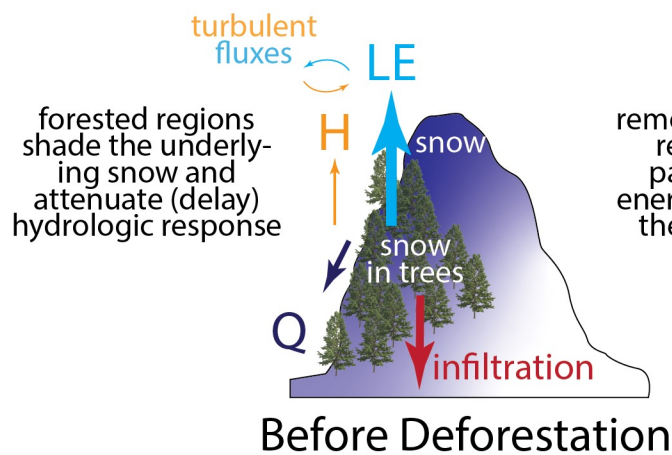 turbulent
fluxes
LE
forested regions
shade the underly-
ing snow and
attenuate (delay)
hydrologic response
H
snow
snow
in trees
Q
infiltration
Before Deforestation